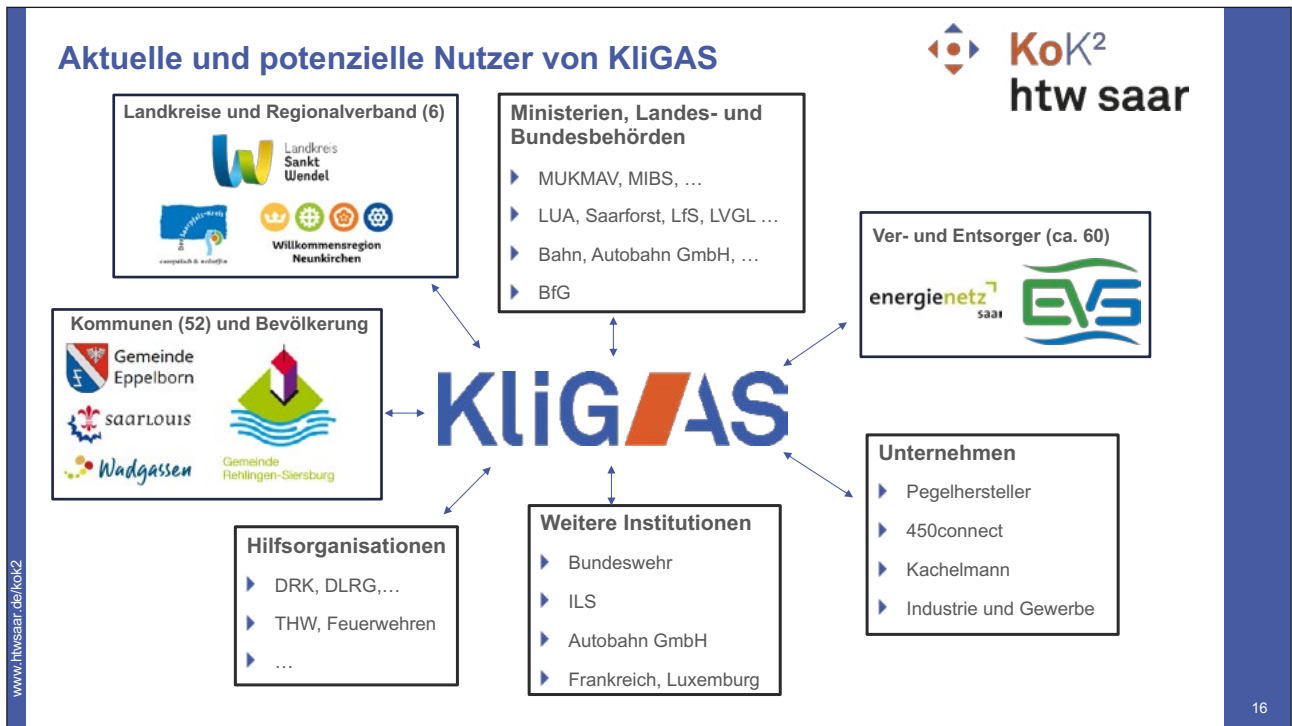 Aktuelle und potenzielle Nutzer von KliGAS
KoK²
htw saar
Landkreise und Regionalverband (6)
Landkreis
Sankt
Wendel
Willkommensregion
Neunkirchen
Ministerien, Landes- und
Bundesbehörden
MUKMAV, MIBS, …
LUA, Saarforst, LfS, LVGL …
Bahn, Autobahn GmbH, …
BfG
Ver- und Entsorger (ca. 60)
energienetz
saar
EVS
Kommunen (52) und Bevölkerung
Gemeinde
Eppelborn
saarlouis
Wadgassen
Gemeinde
Rehlingen-Siersburg
KliGAS
Unternehmen
Pegelhersteller
450connect
Kachelmann
Industrie und Gewerbe
Hilfsorganisationen
DRK, DLRG,…
THW, Feuerwehren
…
Weitere Institutionen
Bundeswehr
ILS
Autobahn GmbH
Frankreich, Luxemburg
www.htwsaar.de/kok2
16